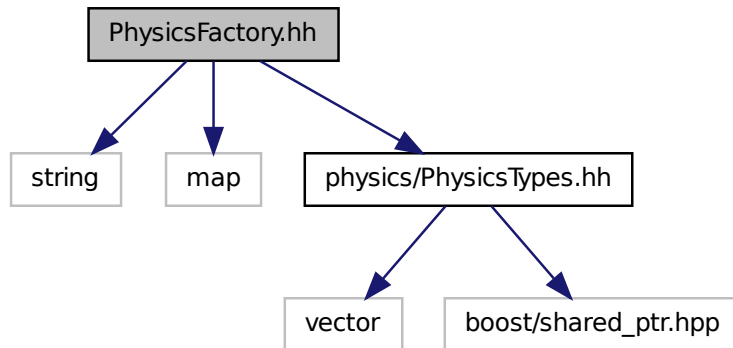 PhysicsFactory.hh
string
map
physics/PhysicsTypes.hh
vector
boost/shared_ptr.hpp